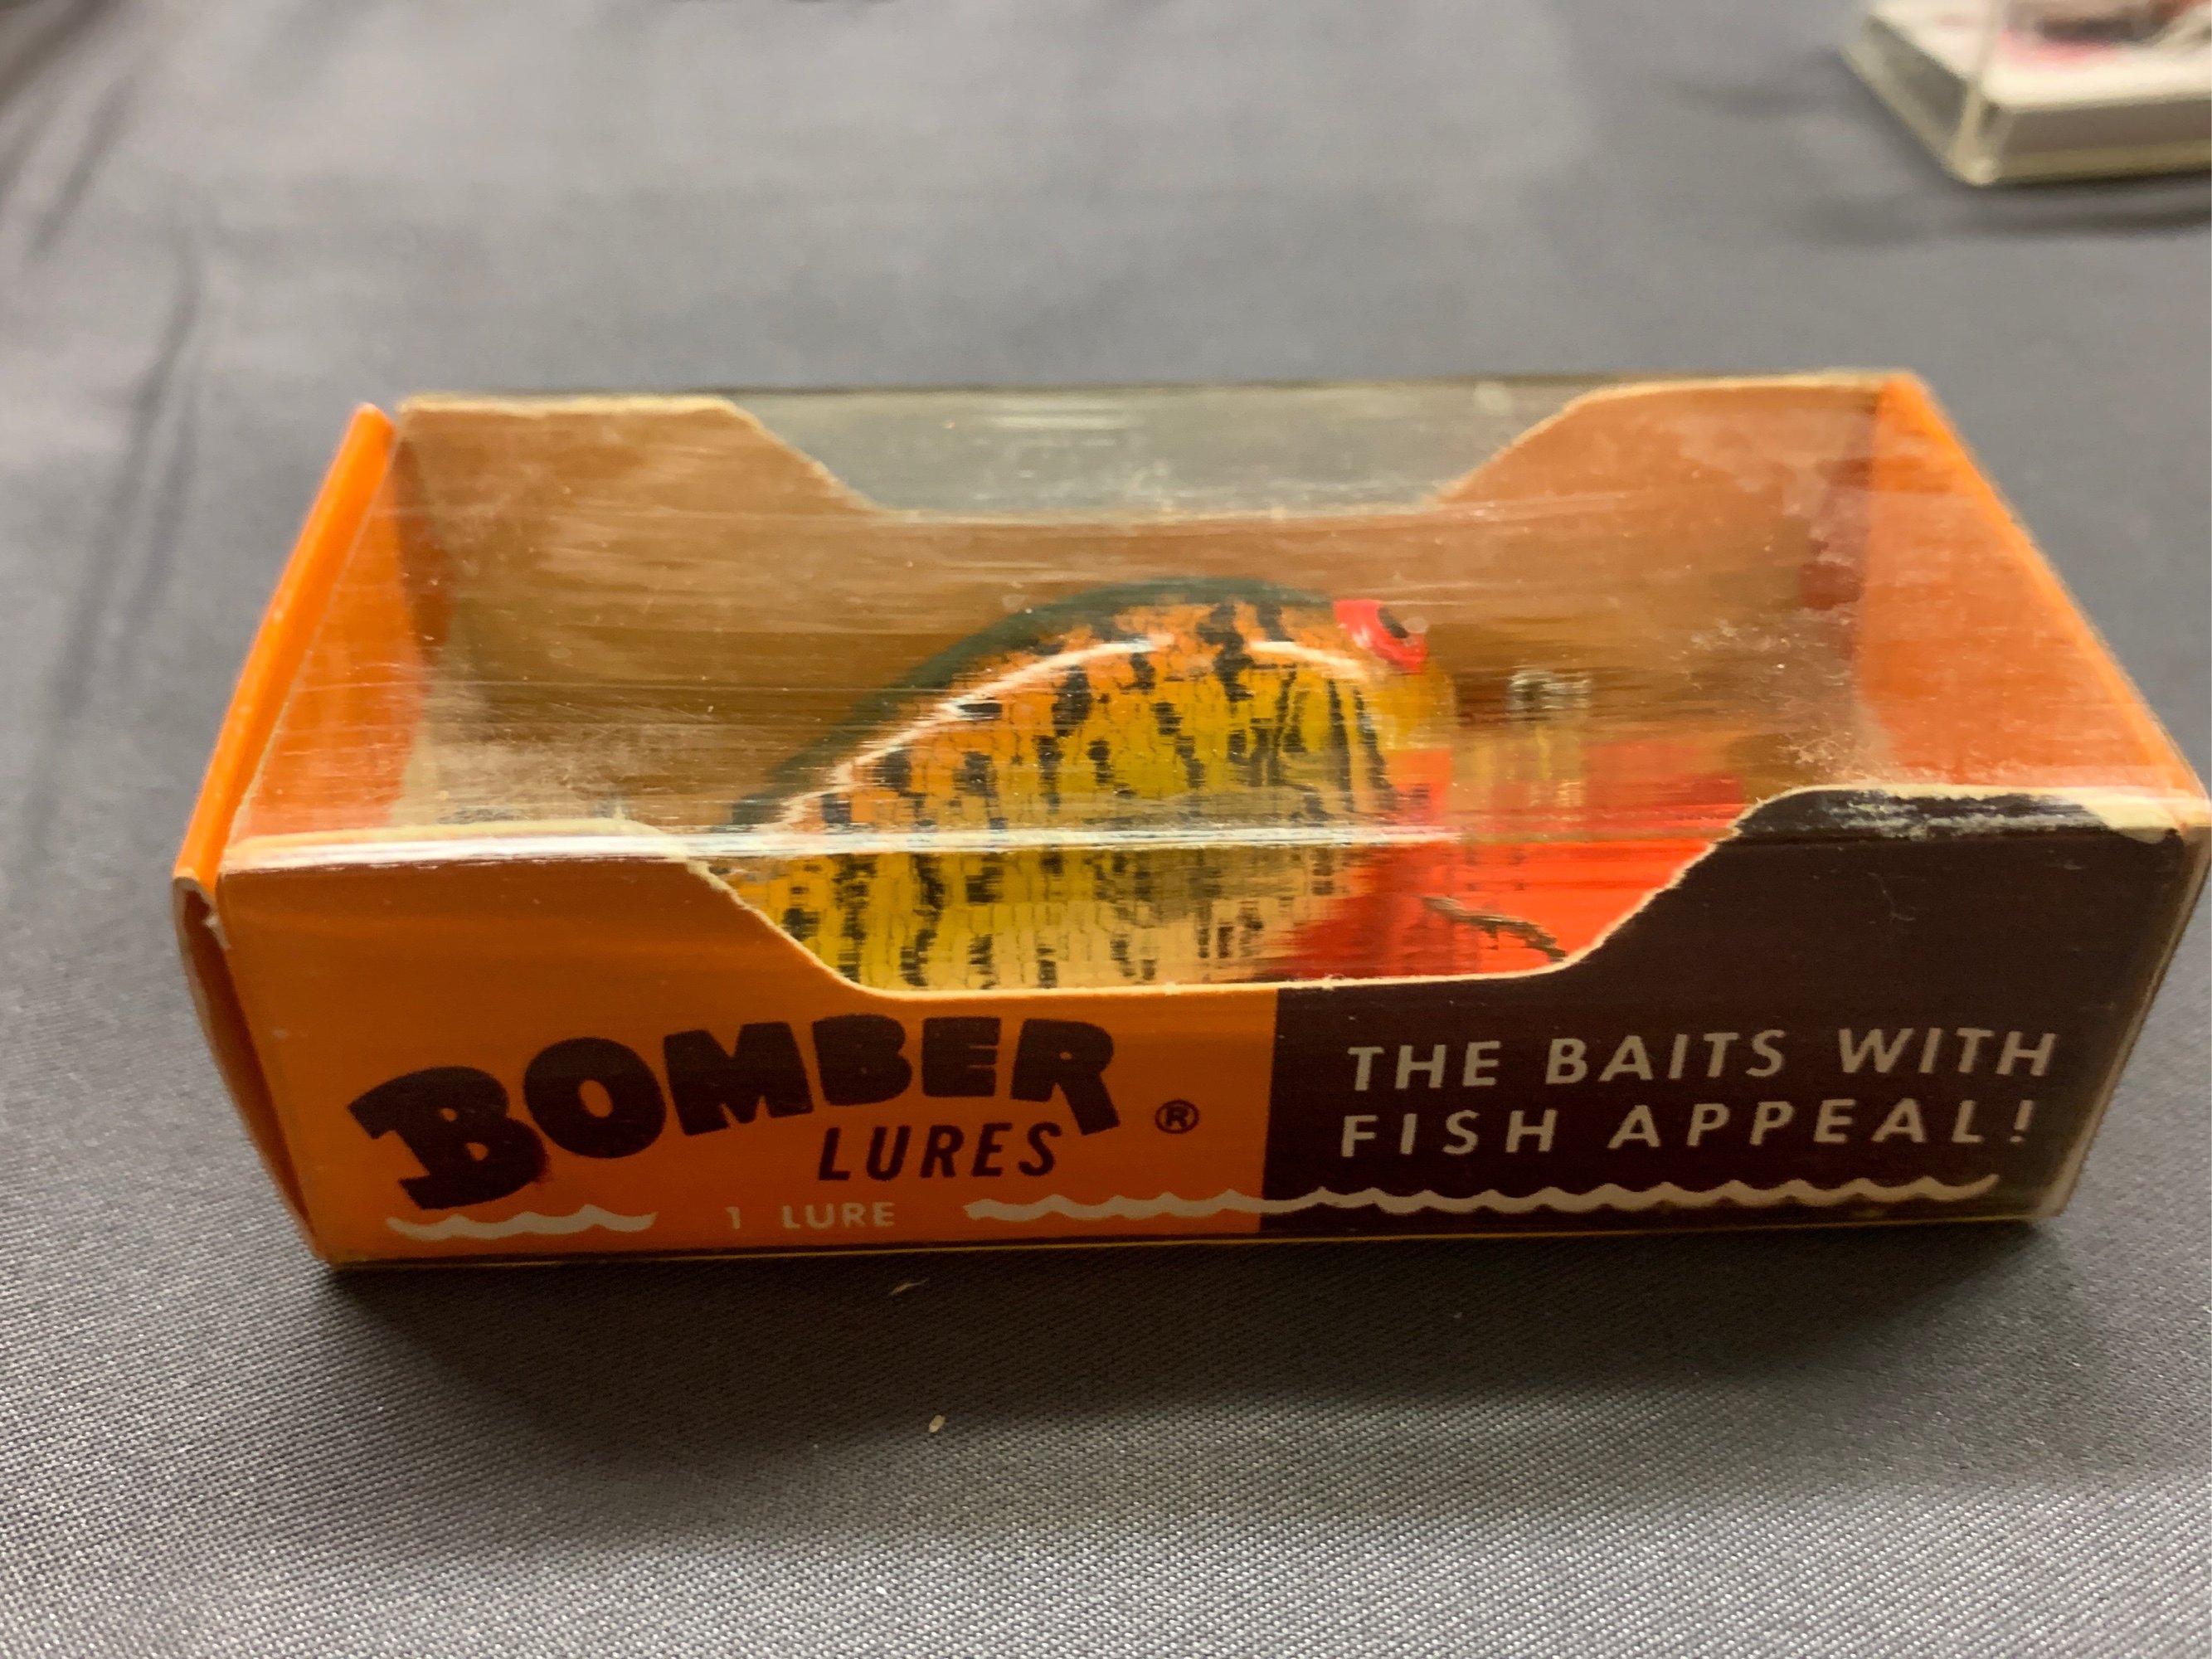 BOMBER
LURES ®
1 LURE
THE BAITS WITH
FISH APPEAL!